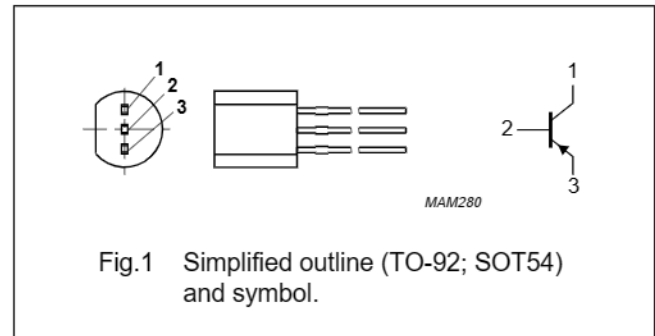 1
2
3
1
2
3
MAM280
Fig.1 Simplified outline (TO-92; SOT54)
and symbol.